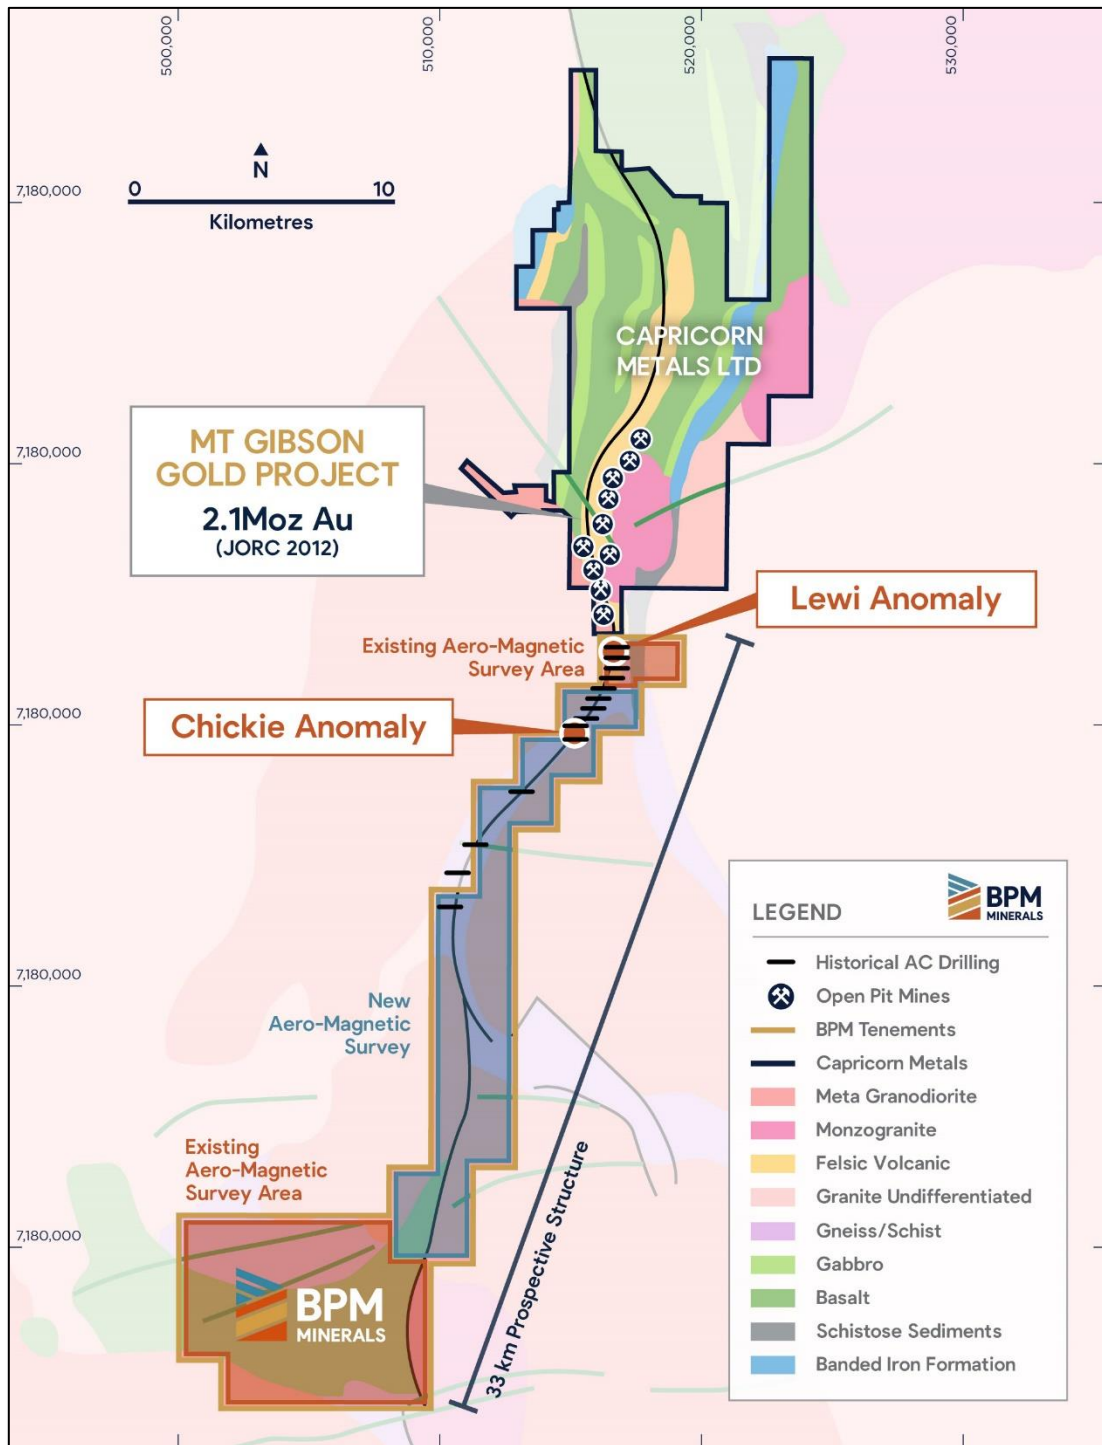 500,000
510,000
520,000
530,000
7,180,000
N
0 10
Kilometres
CAPRICORN
METALS LTD
7,180,000
MT GIBSON
GOLD PROJECT
2.1Moz Au
(JORC 2012)
Lewi Anomaly
Existing Aero-Magnetic
Survey Area
7,180,000
Chickie Anomaly
7,180,000
New
Aero-Magnetic
Survey
Existing
Aero-Magnetic
Survey Area
7,180,000
BPM
MINERALS
33 km Prospective Structure
LEGEND
BPM
MINERALS
Historical AC Drilling
Open Pit Mines
BPM Tenements
Capricorn Metals
Meta Granodiorite
Monzogranite
Felsic Volcanic
Granite Undifferentiated
Gneiss/Schist
Gabbro
Basalt
Schistose Sediments
Banded Iron Formation